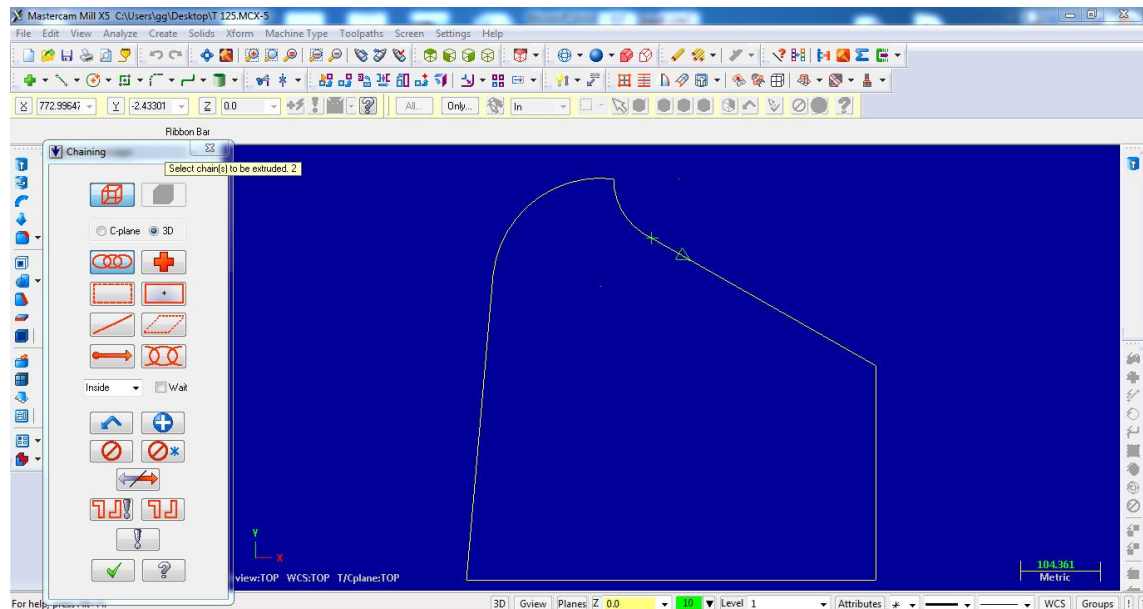 Mastercam Mill X5 C:\Users\gg\Desktop\T 125.MCX-5
File Edit View Analyze Create Solids Xform Machine Type Toolpaths Screen Settings Help
X 772.99647 Y -2.43301 Z 0.0 All... Only... In
Ribbon Bar
Chaining
Select chain(s) to be extruded. 2
C-plane 3D
Inside Wait
Y
X
view:TOP WCS:TOP T/Cplane:TOP
104.361
Metric
For help, press Alt+H.
3D Gview Planes Z 0.0 10 Level 1 Attributes WCS Groups